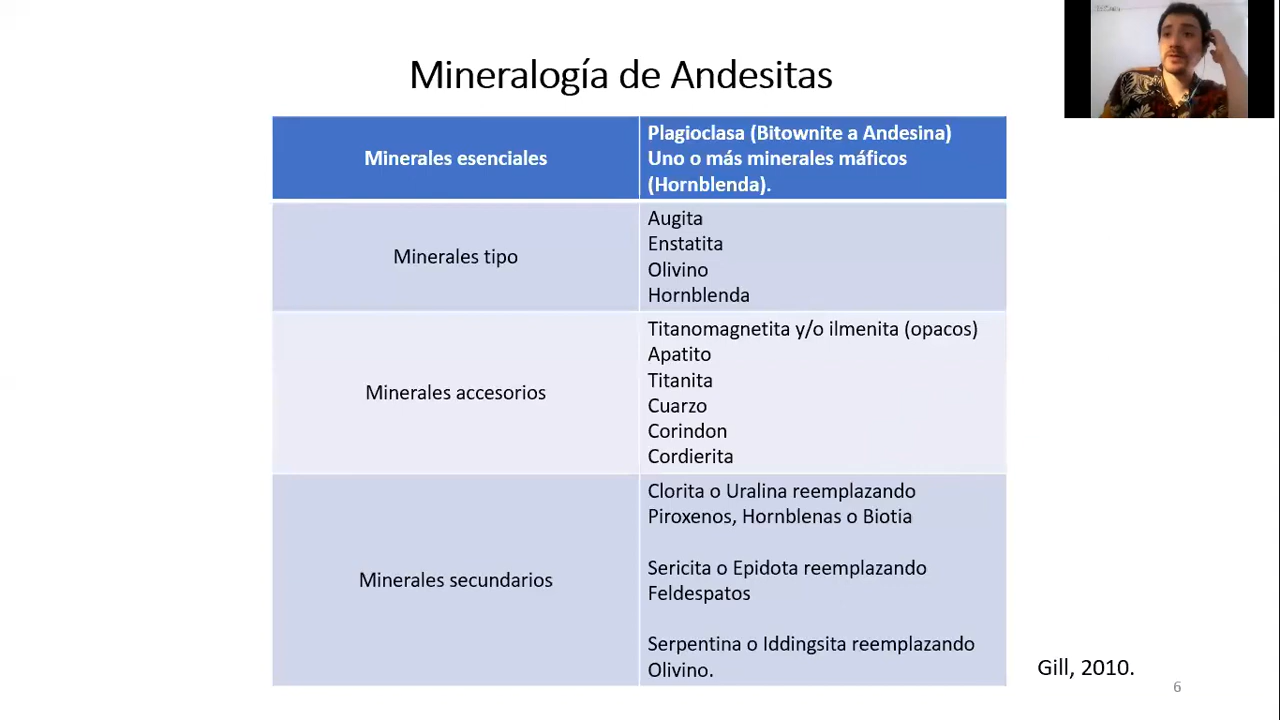 Mineralogía de Andesitas
Minerales esenciales
Plagioclasa (Bitownite a Andesina)
Uno o más minerales máficos
(Hornblenda).
Minerales tipo
Augita
Enstatita
Olivino
Hornblenda
Minerales accesorios
Titanomagnetita y/o ilmenita (opacos)
Apatito
Titanita
Cuarzo
Corindon
Cordierita
Minerales secundarios
Clorita o Uralina reemplazando
Piroxenos, Hornblenas o Biotia
Sericita o Epidota reemplazando
Feldespatos
Serpentina o Iddingsita reemplazando
Olivino.
Gill, 2010.
6